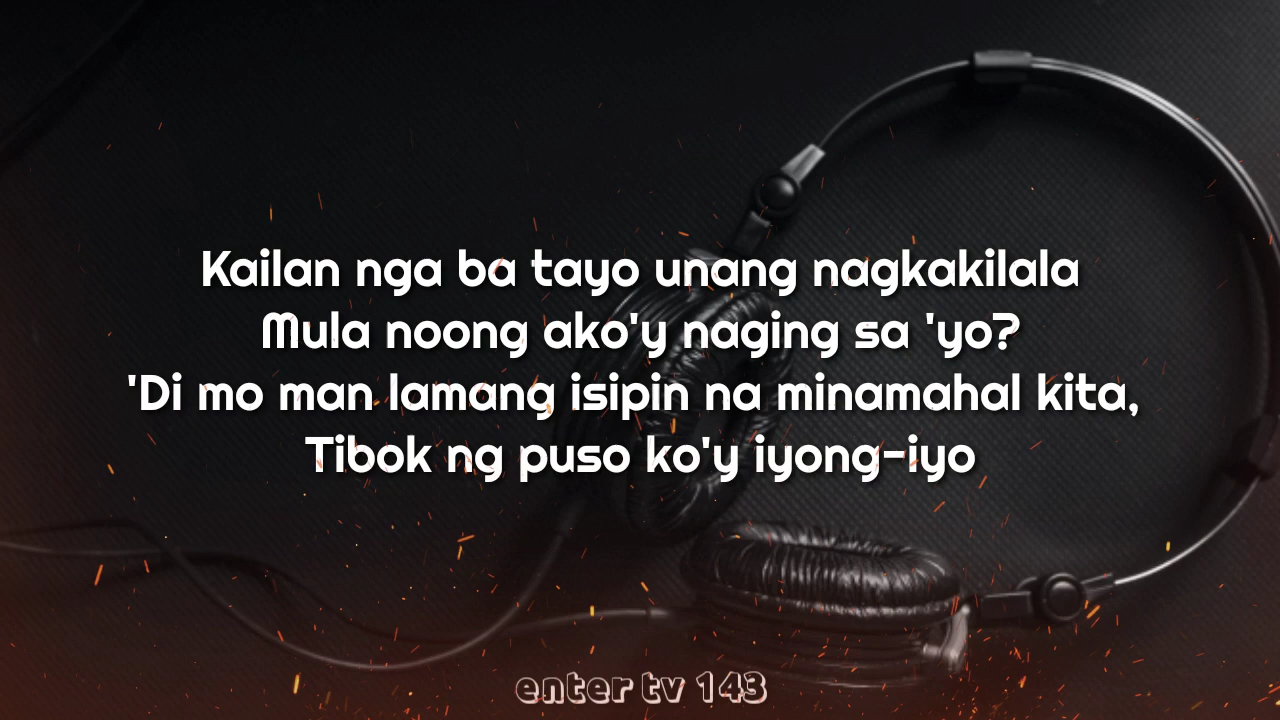 Kailan nga ba tayo unang nagkakilala
Mula noong ako'y naging sa 'yo?
'Di mo man lamang isipin na minamahal kita,
Tibok ng puso ko'y iyong-iyo
enter tv 143